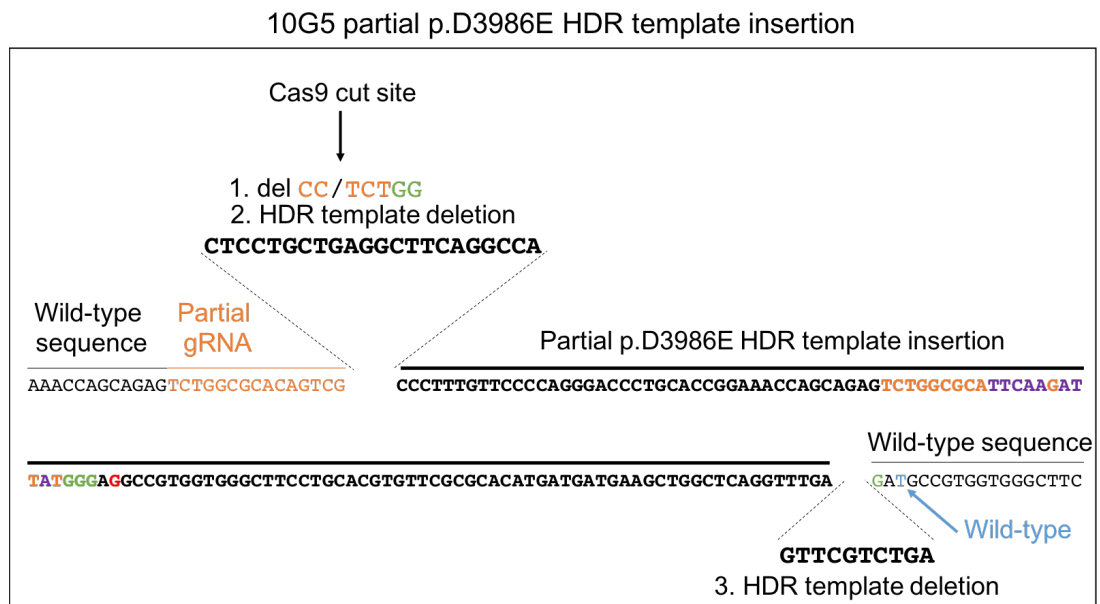 10G5 partial p.D3986E HDR template insertion
Cas9 cut site
1. del CC/TCTGG
2. HDR template deletion
CTCCTGCTGAGGCTTCAGGCCA
Wild-type sequence
Partial gRNA
Partial p.D3986E HDR template insertion
AAACCAGCAGAGTCTGGCGCACAGTCG CCCTTTGTTCCCCAGGGACCCTGCACCGGAAACCAGCAGAGTCTGGCGCATTCAAGAT
Wild-type sequence
TATGGGAGGCCGTGGTGGGCTTCCTGCACGTGTTCGCGCACATGATGATGAAGCTGGCTCAGGTTTGA GATGCCGTGGTGGGCTTC
Wild-type
GTTCGTCTGA
3. HDR template deletion